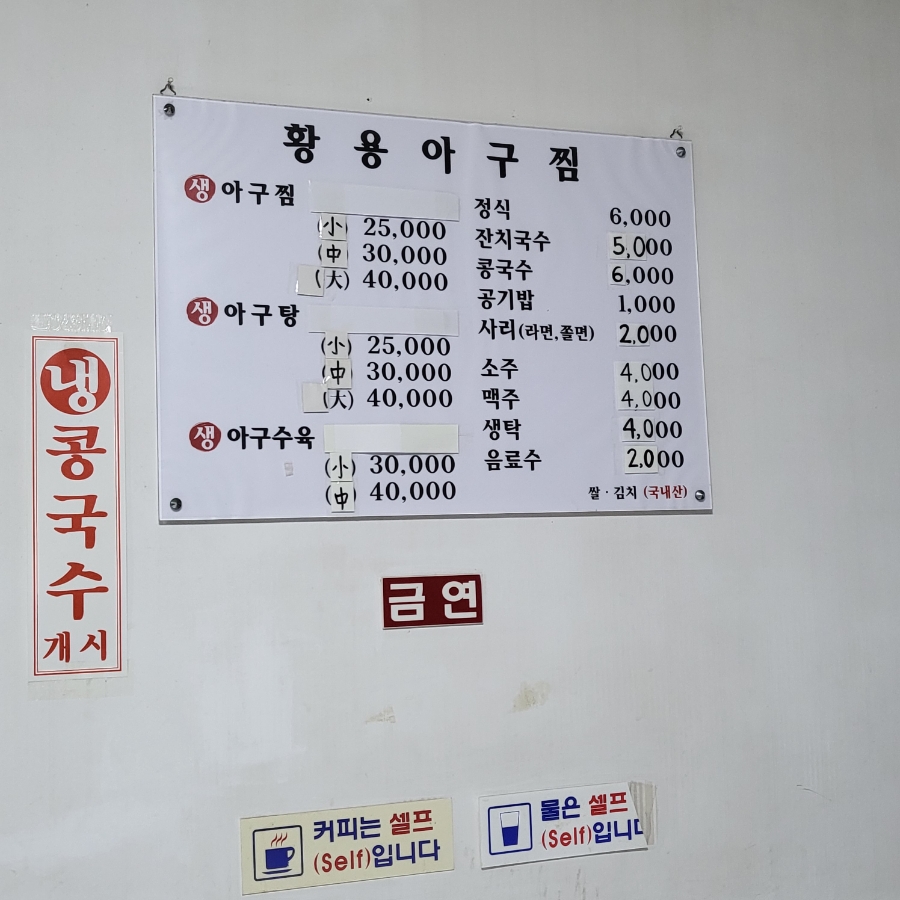 황용아구찜
생 아구찜
(小) 25,000
(中) 30,000
(大) 40,000
생 아구탕
(小) 25,000
(中) 30,000
(大) 40,000
생 아구수육
(小) 30,000
(中) 40,000
정식 6,000
잔치국수 5,000
콩국수 6,000
공기밥 1,000
사리(라면,쫄면) 2,000
소주 4,000
맥주 4,000
생탁 4,000
음료수 2,000
쌀·김치 (국내산)
냉콩국수
개시
금연
커피는 셀프
(Self)입니다
물은 셀프
(Self)입니다